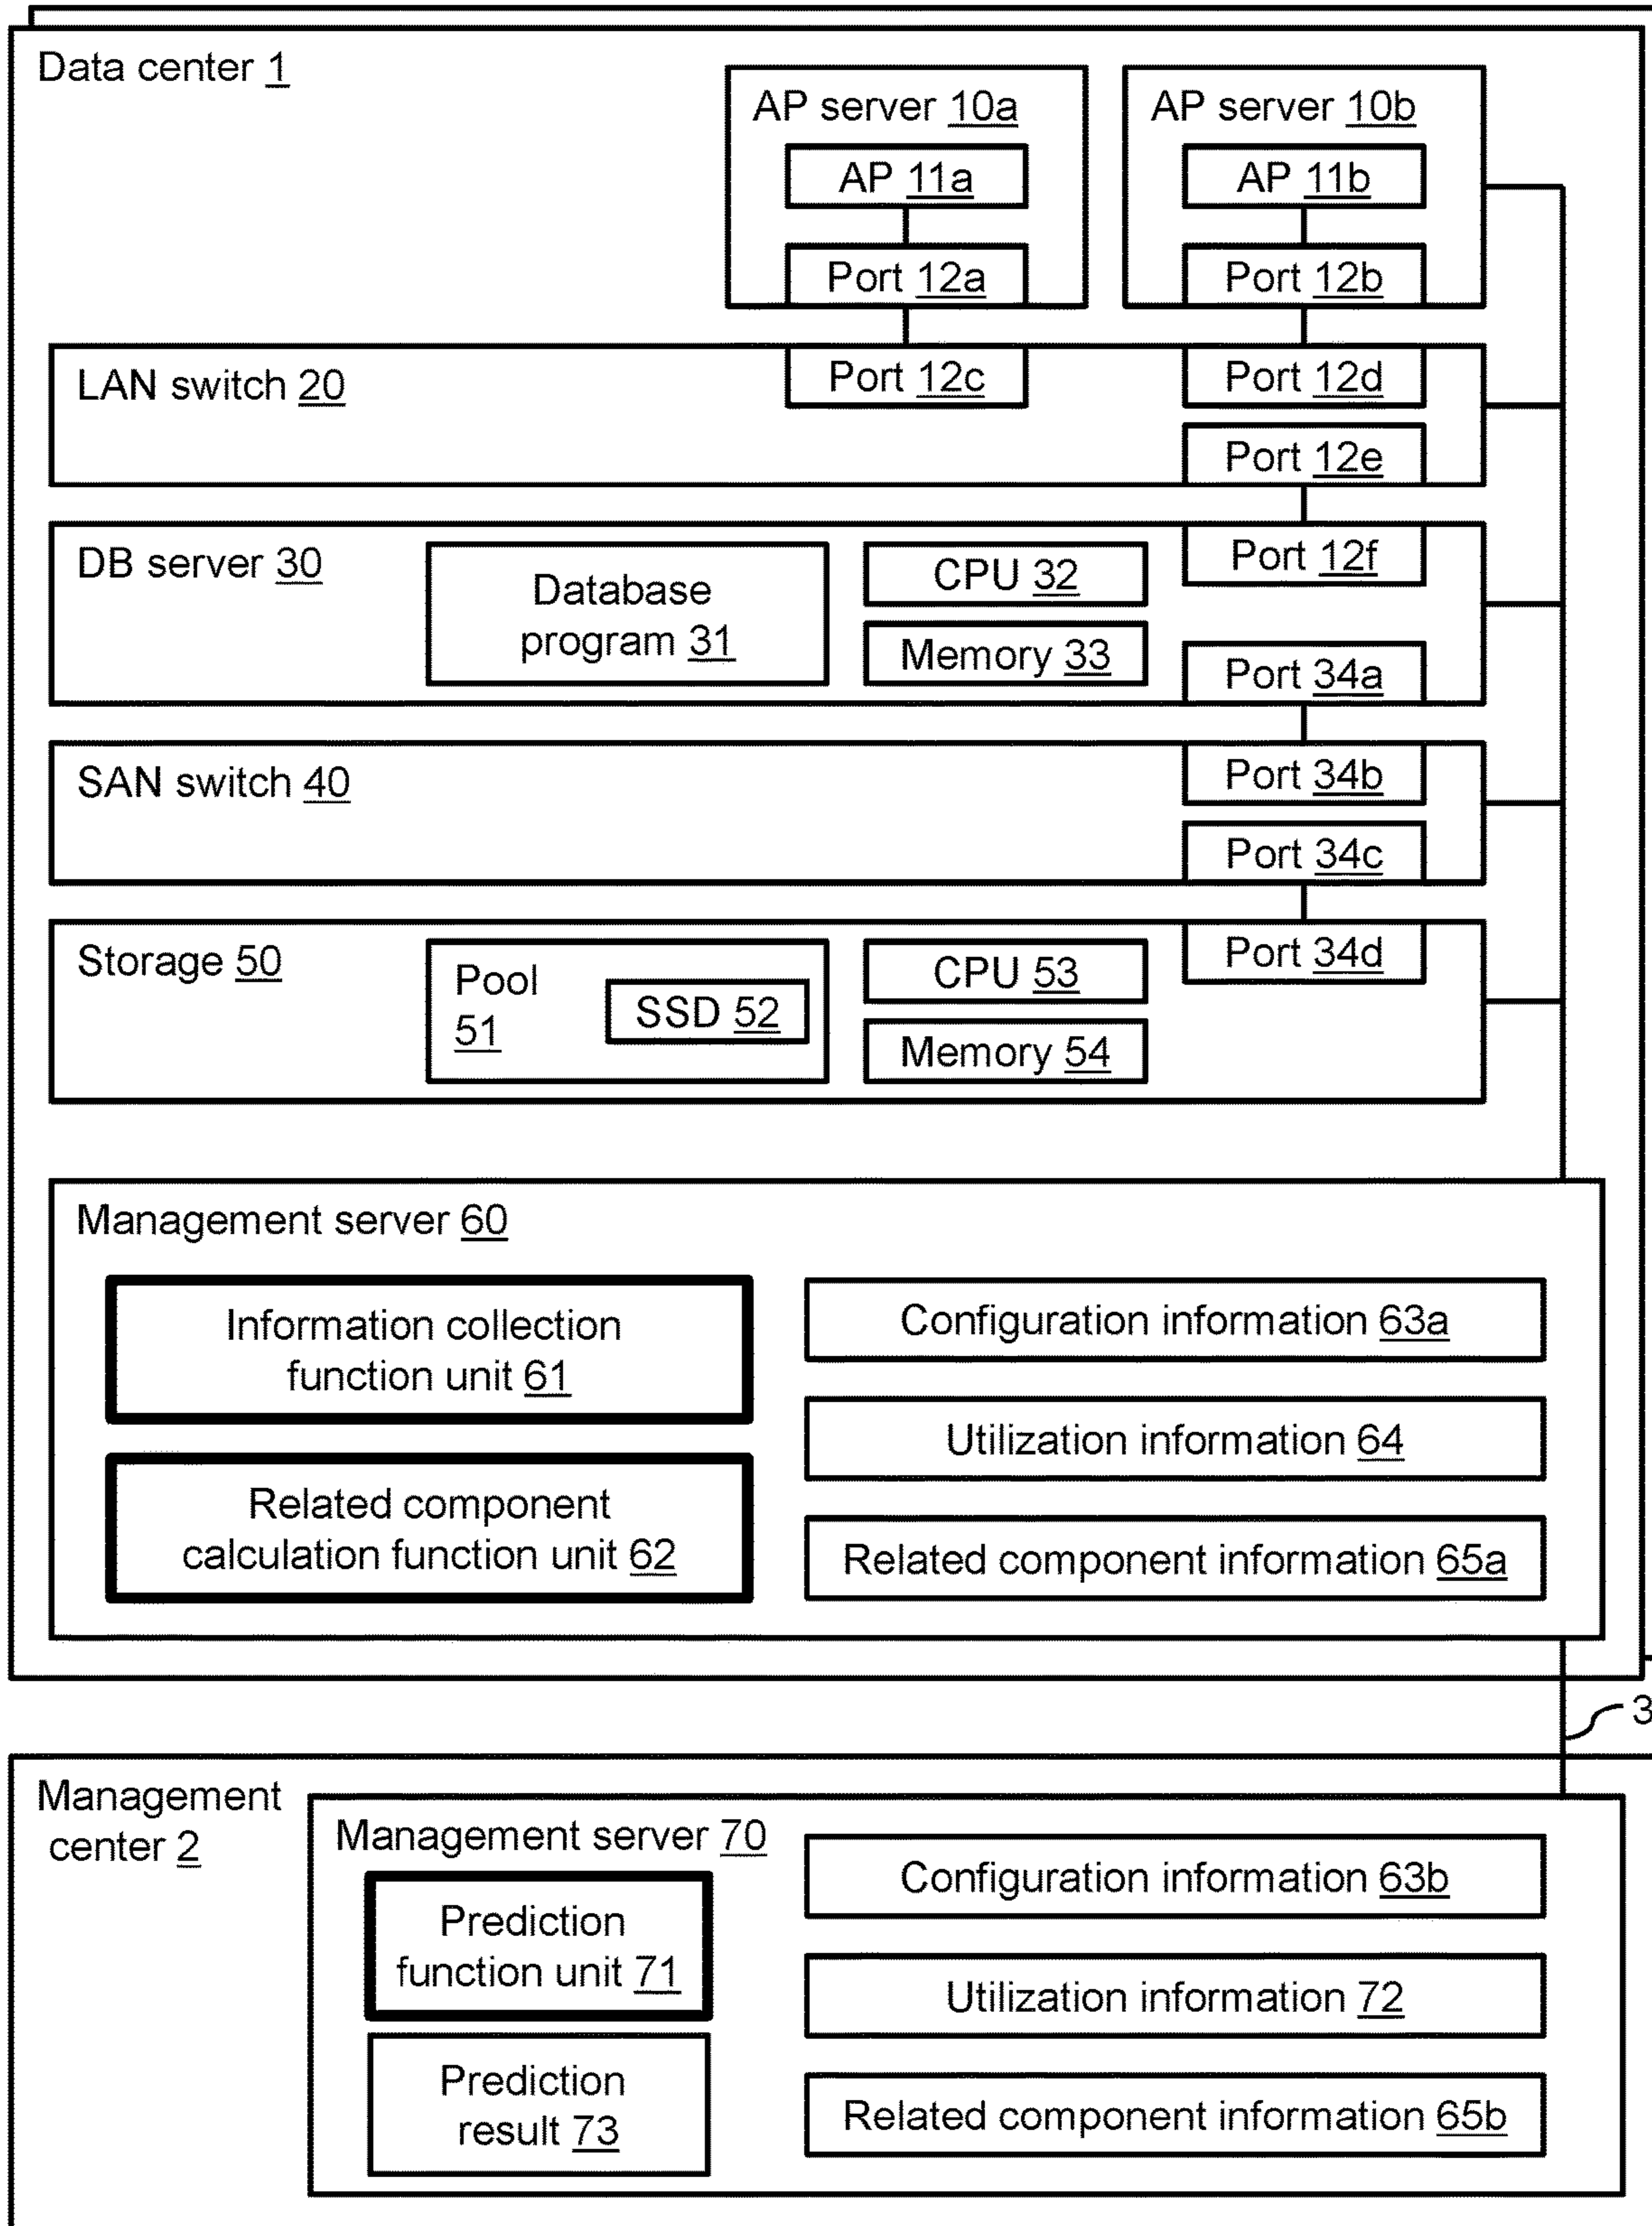 Data center 1
AP server 10a
AP 11a
Port 12a
AP server 10b
AP 11b
Port 12b
LAN switch 20
Port 12c
Port 12d
Port 12e
DB server 30
Database
program 31
CPU 32
Memory 33
Port 12f
Port 34a
SAN switch 40
Port 34b
Port 34c
Storage 50
Pool
51
SSD 52
CPU 53
Memory 54
Port 34d
Management server 60
Information collection
function unit 61
Related component
calculation function unit 62
Configuration information 63a
Utilization information 64
Related component information 65a
3
Management
center 2
Management server 70
Prediction
function unit 71
Prediction
result 73
Configuration information 63b
Utilization information 72
Related component information 65b